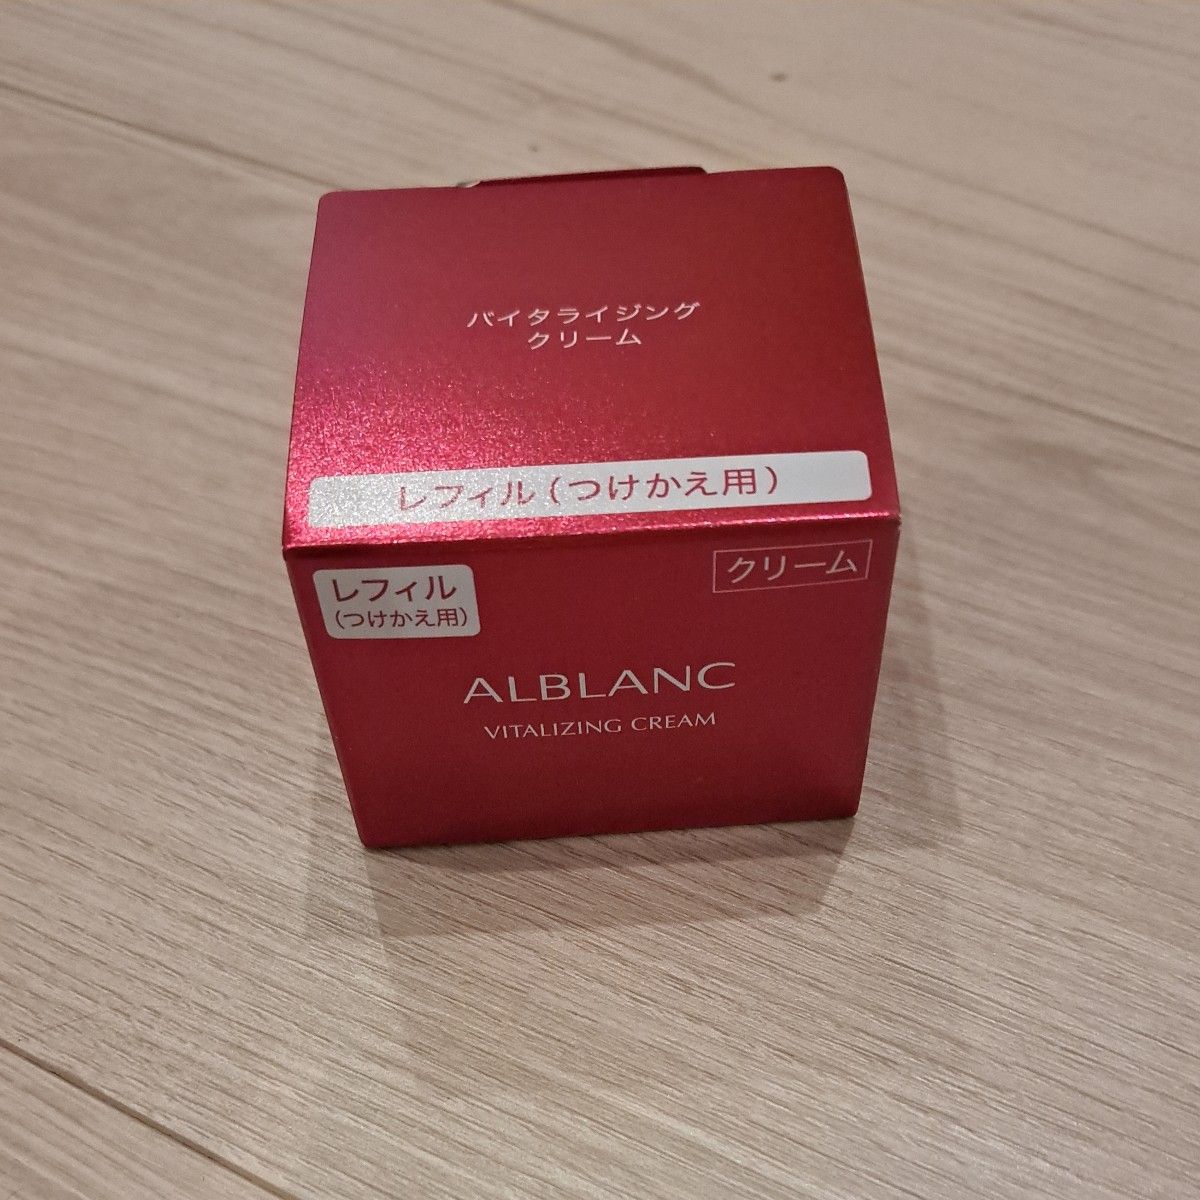 バイタライジング
クリーム
レフィル(つけかえ用)
レフィル
(つけかえ用)
クリーム
ALBLANC
VITALIZING CREAM